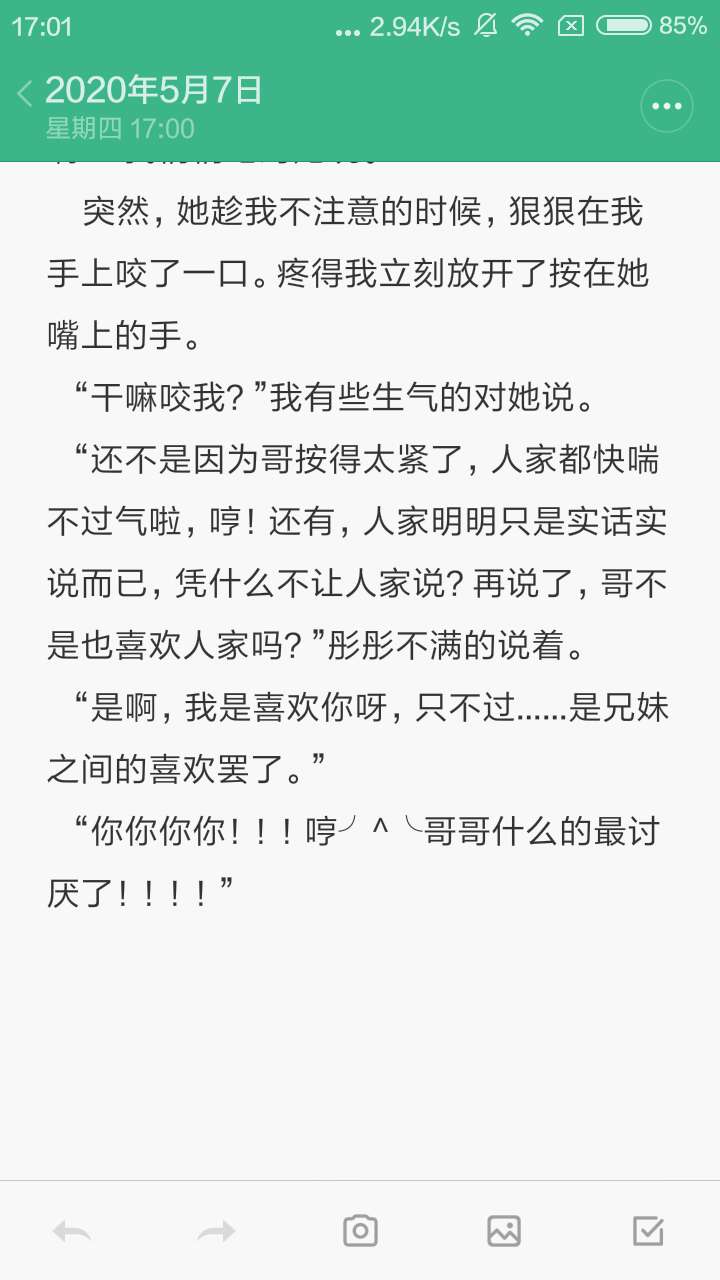 17:01
... 2.94K/s
85%
2020年5月7日
星期四 17:00
突然，她趁我不注意的时候，狠狠在我
手上咬了一口。疼得我立刻放开了按在她
嘴上的手。
“干嘛咬我？”我有些生气的对她说。
“还不是因为哥按得太紧了，人家都快喘
不过气啦，哼！还有，人家明明只是实话实
说而已，凭什么不让人家说？再说了，哥不
是也喜欢人家吗？”彤彤不满的说着。
“是啊，我是喜欢你呀，只不过……是兄妹
之间的喜欢罢了。”
“你你你你！！！哼╯^╰哥哥什么的最讨
厌了！！！！”